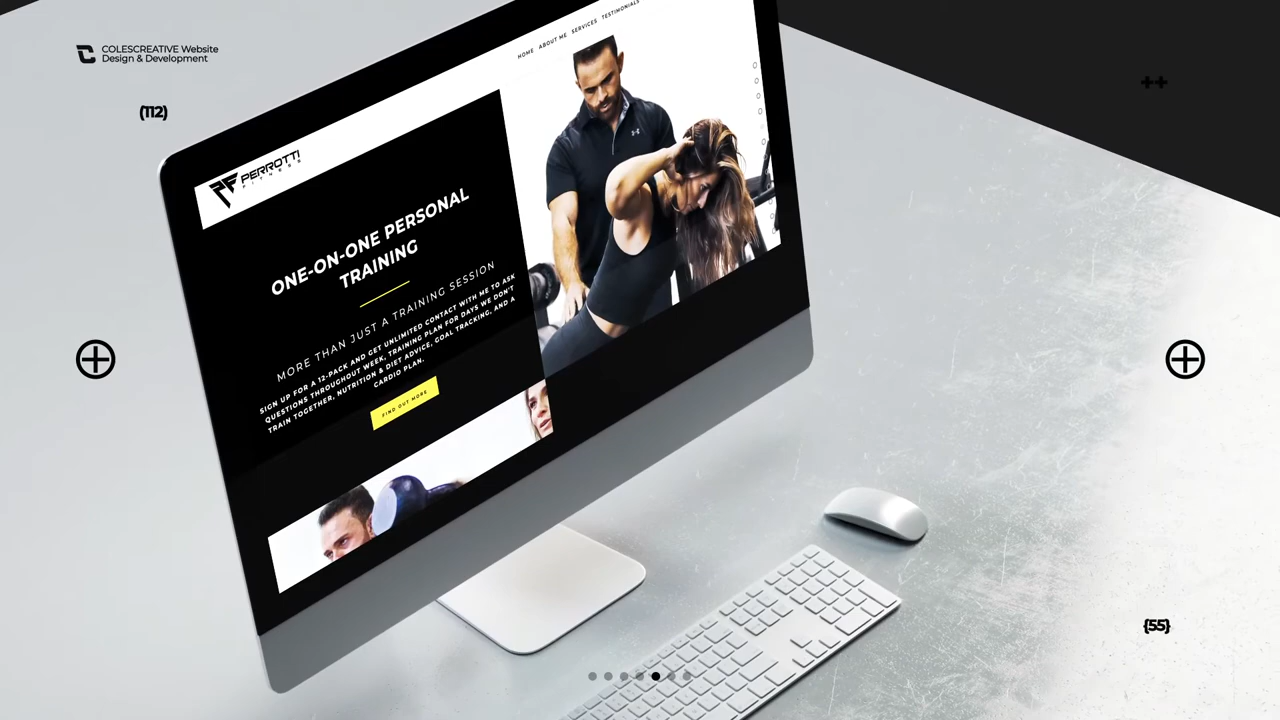 COLESCREATIVE Website
Design & Development
(112)
++
HOME ABOUT ME SERVICES TESTIMONIALS
PERROTTI
FITNESS
ONE-ON-ONE PERSONAL
TRAINING
MORE THAN JUST A TRAINING SESSION
SIGN UP FOR A 12-PACK AND GET UNLIMITED CONTACT WITH ME TO ASK
QUESTIONS THROUGHOUT WEEK, TRAINING PLAN FOR DAYS WE DON'T
TRAIN TOGETHER, NUTRITION & DIET ADVICE, GOAL TRACKING, AND A
CARDIO PLAN.
FIND OUT MORE
{55}